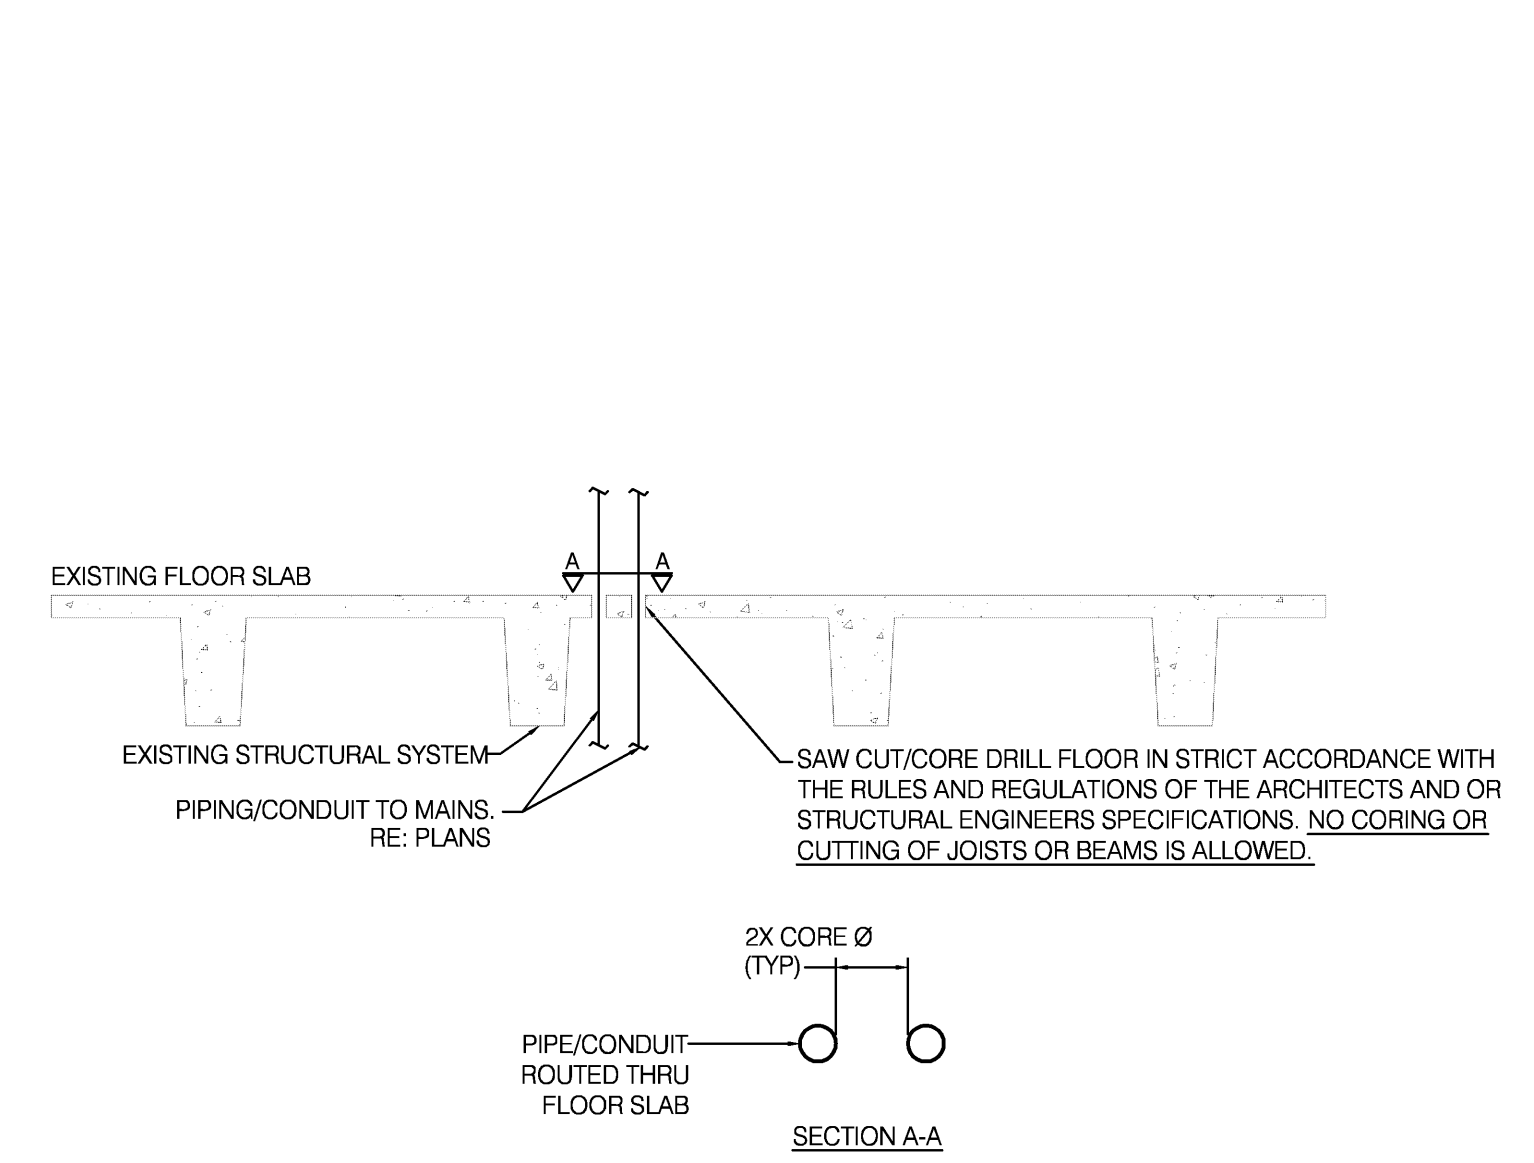 A
A
EXISTING FLOOR SLAB
EXISTING STRUCTURAL SYSTEM
PIPING/CONDUIT TO MAINS.
RE: PLANS
SAW CUT/CORE DRILL FLOOR IN STRICT ACCORDANCE WITH
THE RULES AND REGULATIONS OF THE ARCHITECTS AND OR
STRUCTURAL ENGINEERS SPECIFICATIONS. NO CORING OR
CUTTING OF JOISTS OR BEAMS IS ALLOWED.
2X CORE Ø
(TYP)
PIPE/CONDUIT
ROUTED THRU
FLOOR SLAB
SECTION A-A